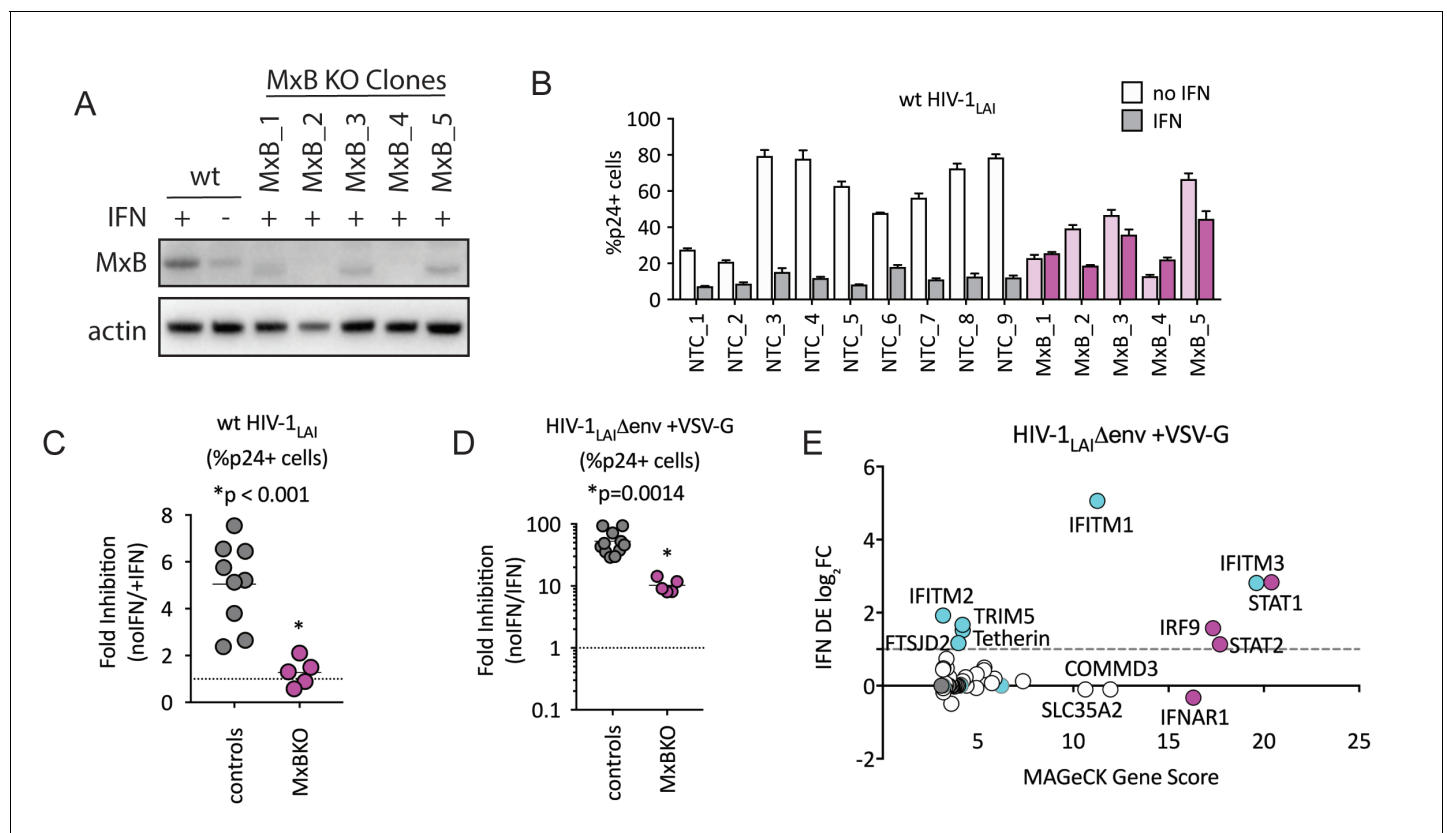 A
MxB KO Clones
wt
MxB_1
MxB_2
MxB_3
MxB_4
MxB_5
IFN + - + + + + +
MxB
actin
B
wt HIV-1LAI
no IFN
IFN
%p24+ cells
100
80
60
40
20
0
NTC_1
NTC_2
NTC_3
NTC_4
NTC_5
NTC_6
NTC_7
NTC_8
NTC_9
MxB_1
MxB_2
MxB_3
MxB_4
MxB_5
C
wt HIV-1LAI
(%p24+ cells)
*p < 0.001
Fold Inhibition
(noIFN/+IFN)
8
6
4
2
0
*
controls
MxBKO
D
HIV-1LAIΔenv +VSV-G
(%p24+ cells)
*p=0.0014
Fold Inhibition
(noIFN/IFN)
100
10
1
0.1
*
controls
MxBKO
E
HIV-1LAIΔenv +VSV-G
IFN DE log2FC
6
4
2
0
-2
IFITM1
IFITM3
STAT1
IFITM2
TRIM5
Tetherin
FTSJD2
IRF9
STAT2
COMMD3
SLC35A2
IFNAR1
5
10
15
20
25
MAGeCK Gene Score